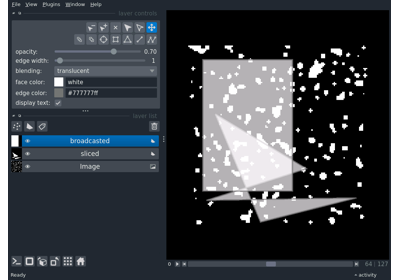 File View Plugins Window Help
layer controls
opacity: 0.70
edge width: 1
blending: translucent
face color: white
edge color: #777777ff
display text:
layer list
broadcasted
sliced
Image
64 127
Ready
activity